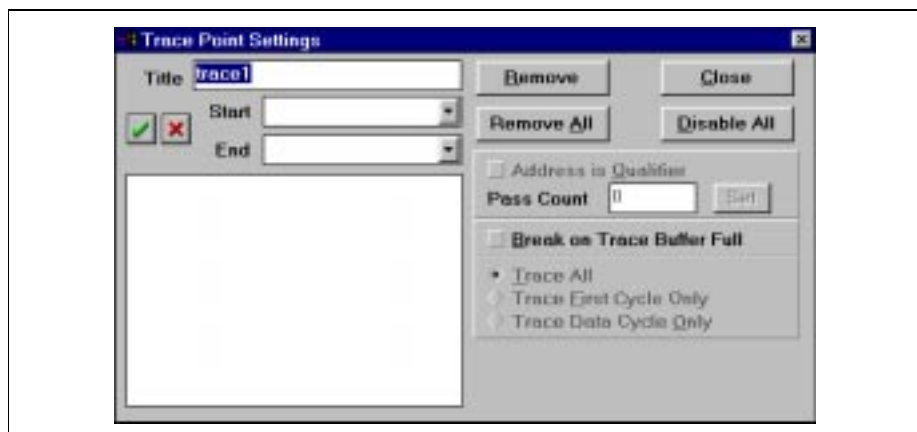 Trace Point Settings
Title trace1
Start
End
Remove Close
Remove All Disable All
Address is Qualifier
Pass Count 0 Set
Break on Trace Buffer Full
Trace All
Trace First Cycle Only
Trace Data Cycle Only